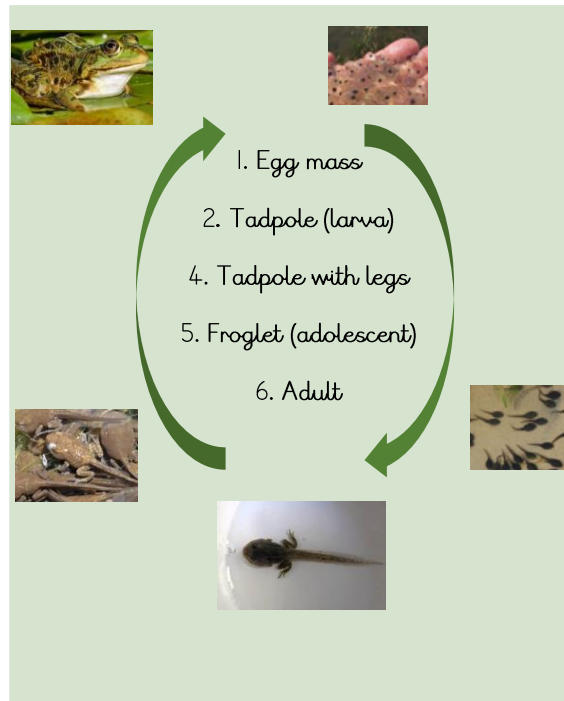 1. Egg mass
2. Tadpole (larva)
4. Tadpole with legs
5. Froglet (adolescent)
6. Adult